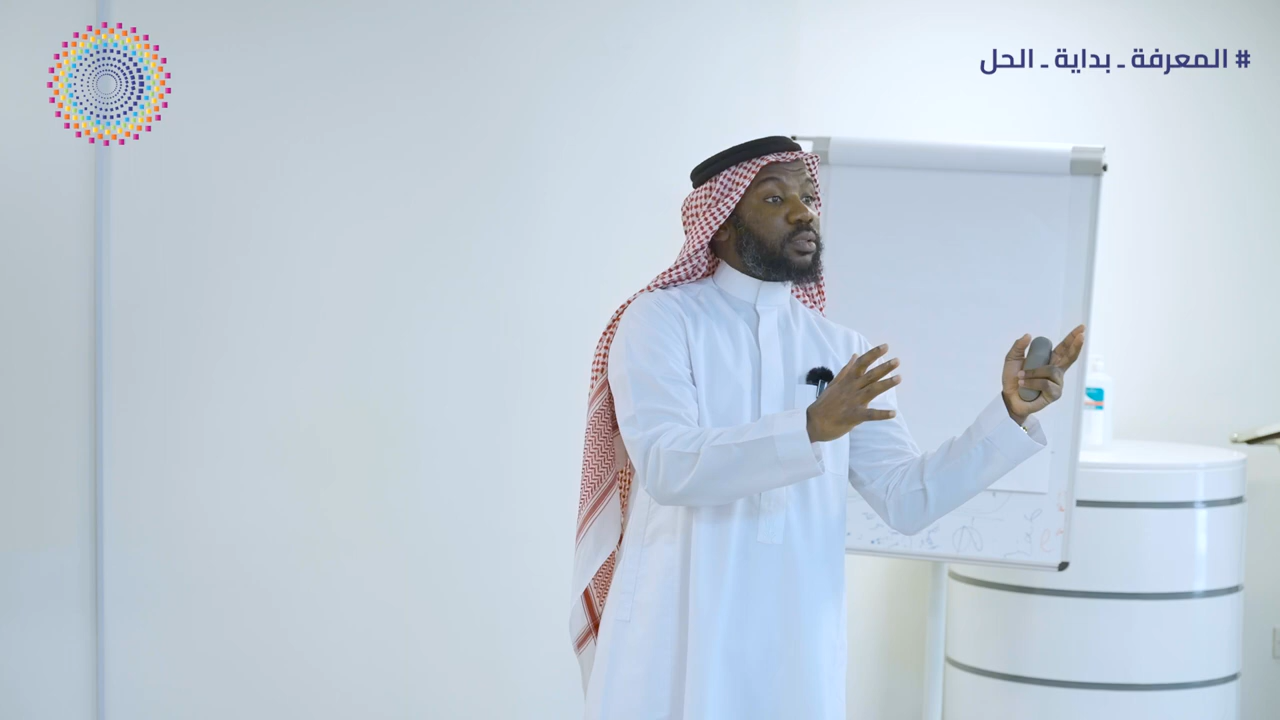 # المعرفة ـ بداية ـ الحل